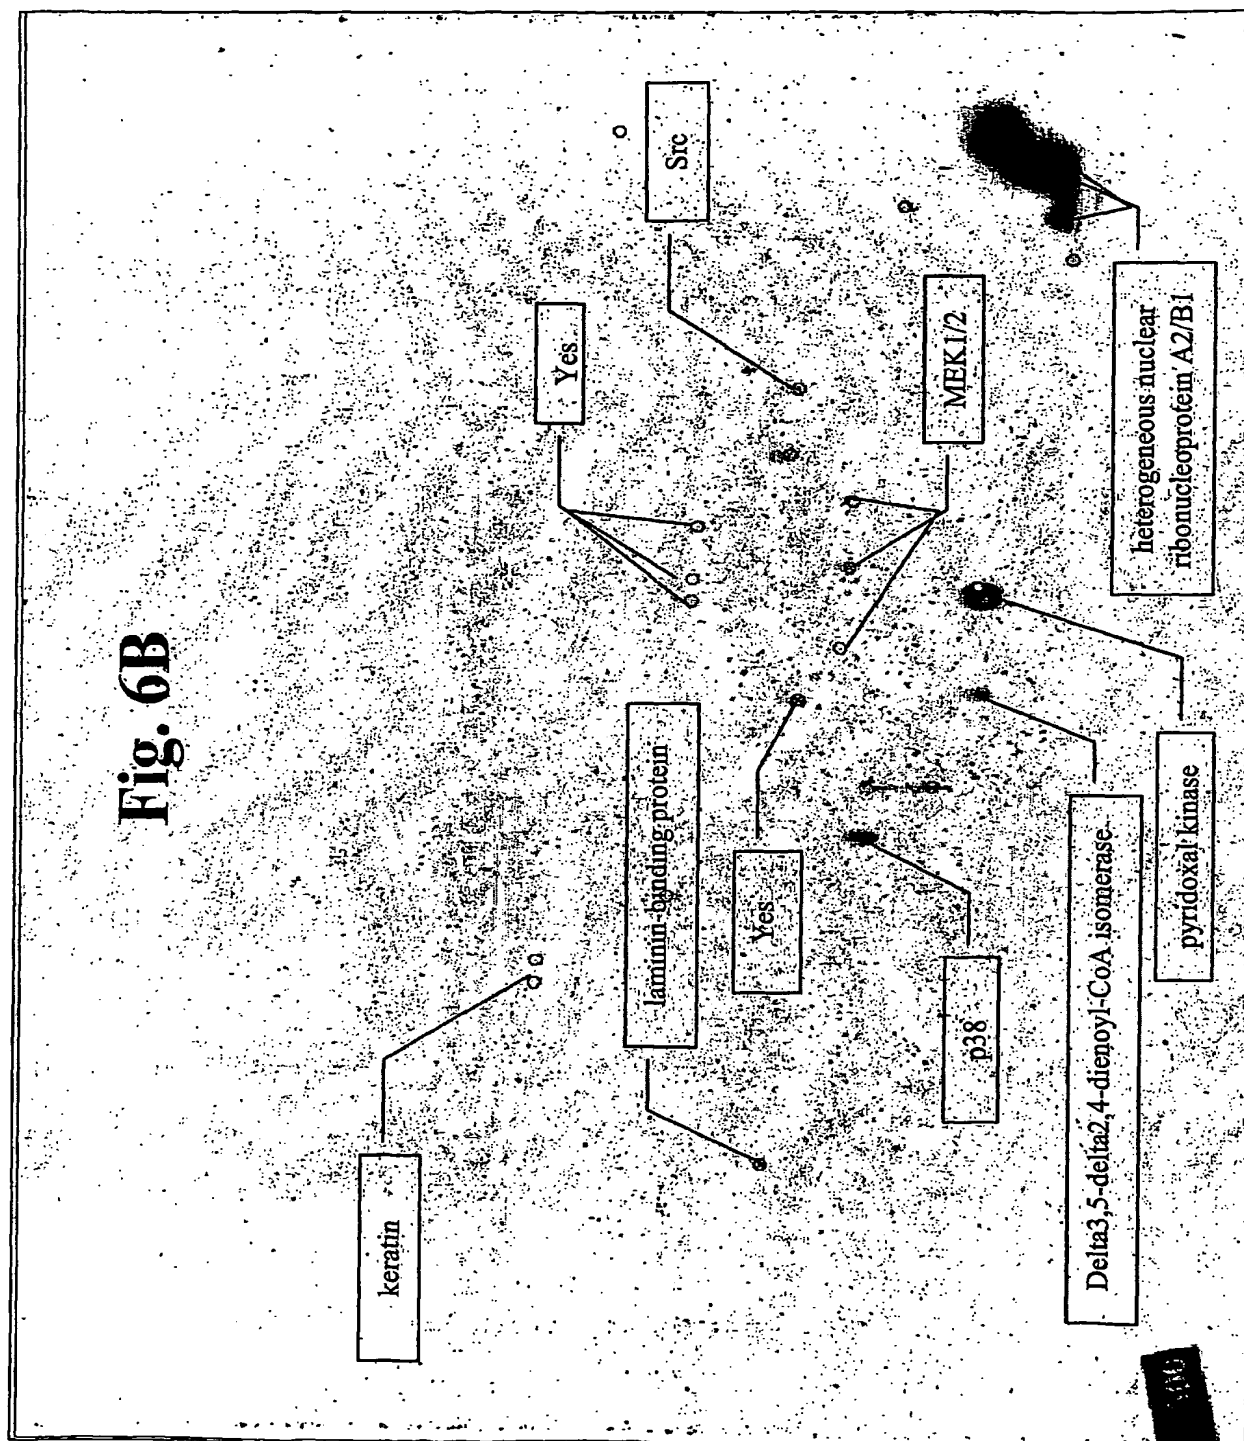 Fig. 6B
keratin
laminin-binding protein
Yes
Src
Yes
p38
MEK1/2
Delta3,5-delta2,4-dienoyl-CoA isomerase
pyridoxal kinase
heterogeneous nuclear
ribonucleoprotein A2/B1